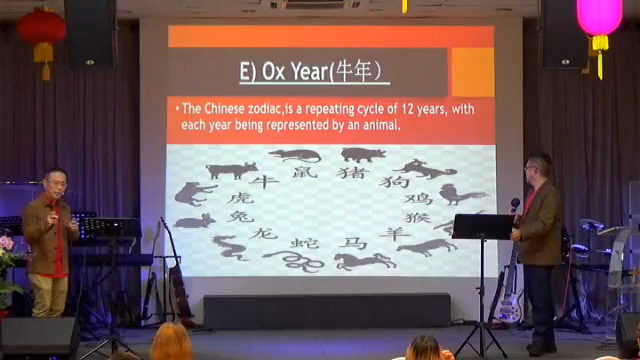 E) Ox Year(牛年）
• The Chinese zodiac,is a repeating cycle of 12 years, with
each year being represented by an animal.
鼠
猪
牛
狗
虎
鸡
兔
猴
龙
羊
蛇
马